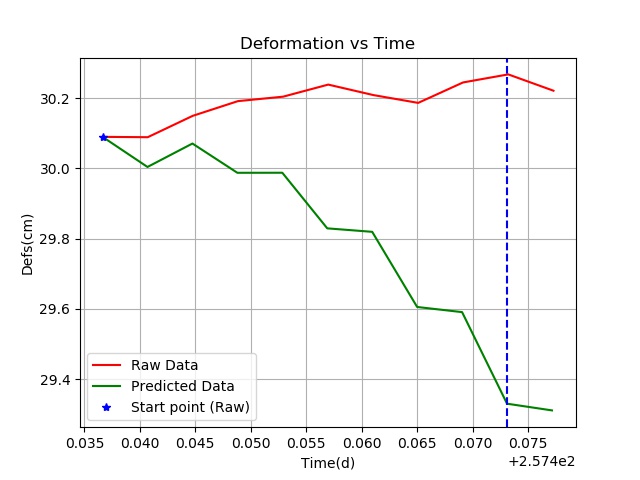 Deformation vs Time
30.2
30.0
29.8
29.6
29.4
Defs(cm)
Raw Data
Predicted Data
Start point (Raw)
0.035 0.040 0.045 0.050 0.055 0.060 0.065 0.070 0.075
Time(d)
+2.574e2